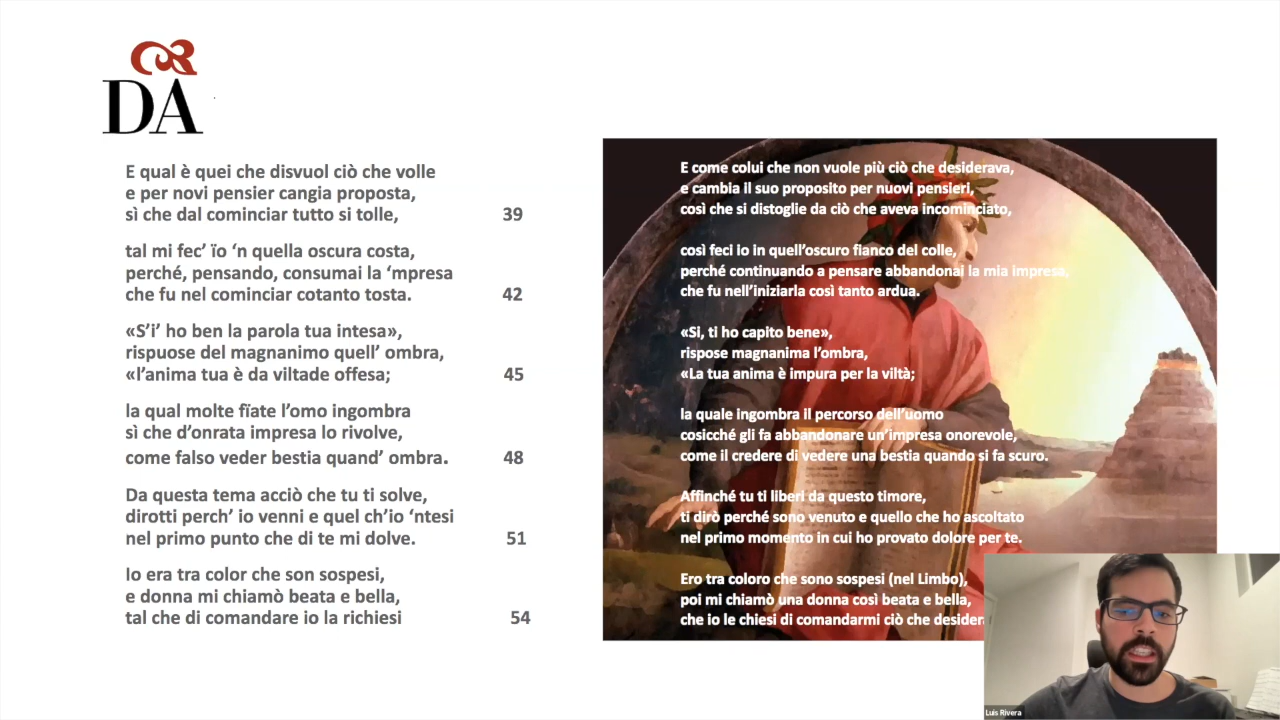 DA
E qual è quei che disvuol ciò che volle
e per novi pensier cangia proposta,
sì che dal cominciar tutto si tolle, 39
tal mi fec’ ïo ‘n quella oscura costa,
perché, pensando, consumai la ‘mpresa
che fu nel cominciar cotanto tosta. 42
«S’i’ ho ben la parola tua intesa»,
rispuose del magnanimo quell’ ombra,
«l’anima tua è da viltade offesa; 45
la qual molte fïate l’omo ingombra
sì che d’onrata impresa lo rivolve,
come falso veder bestia quand’ ombra. 48
Da questa tema acciò che tu ti solve,
dirotti perch’ io venni e quel ch’io ‘ntesi
nel primo punto che di te mi dolve. 51
Io era tra color che son sospesi,
e donna mi chiamò beata e bella,
tal che di comandare io la richiesi 54
E come colui che non vuole più ciò che desiderava,
e cambia il suo proposito per nuovi pensieri,
così che si distoglie da ciò che aveva incominciato,
così feci io in quell’oscuro fianco del colle,
perché continuando a pensare abbandonai la mia impresa,
che fu nell’iniziarla così tanto ardua.
«Si, ti ho capito bene»,
rispose magnanima l’ombra,
«La tua anima è impura per la viltà;
la quale ingombra il percorso dell’uomo
cosicché gli fa abbandonare un’impresa onorevole,
come il credere di vedere una bestia quando si fa scuro.
Affinché tu ti liberi da questo timore,
ti dirò perché sono venuto e quello che ho ascoltato
nel primo momento in cui ho provato dolore per te.
Ero tra coloro che sono sospesi (nel Limbo),
poi mi chiamò una donna così beata e bella,
che io le chiesi di comandarmi ciò che
Luis Rivera